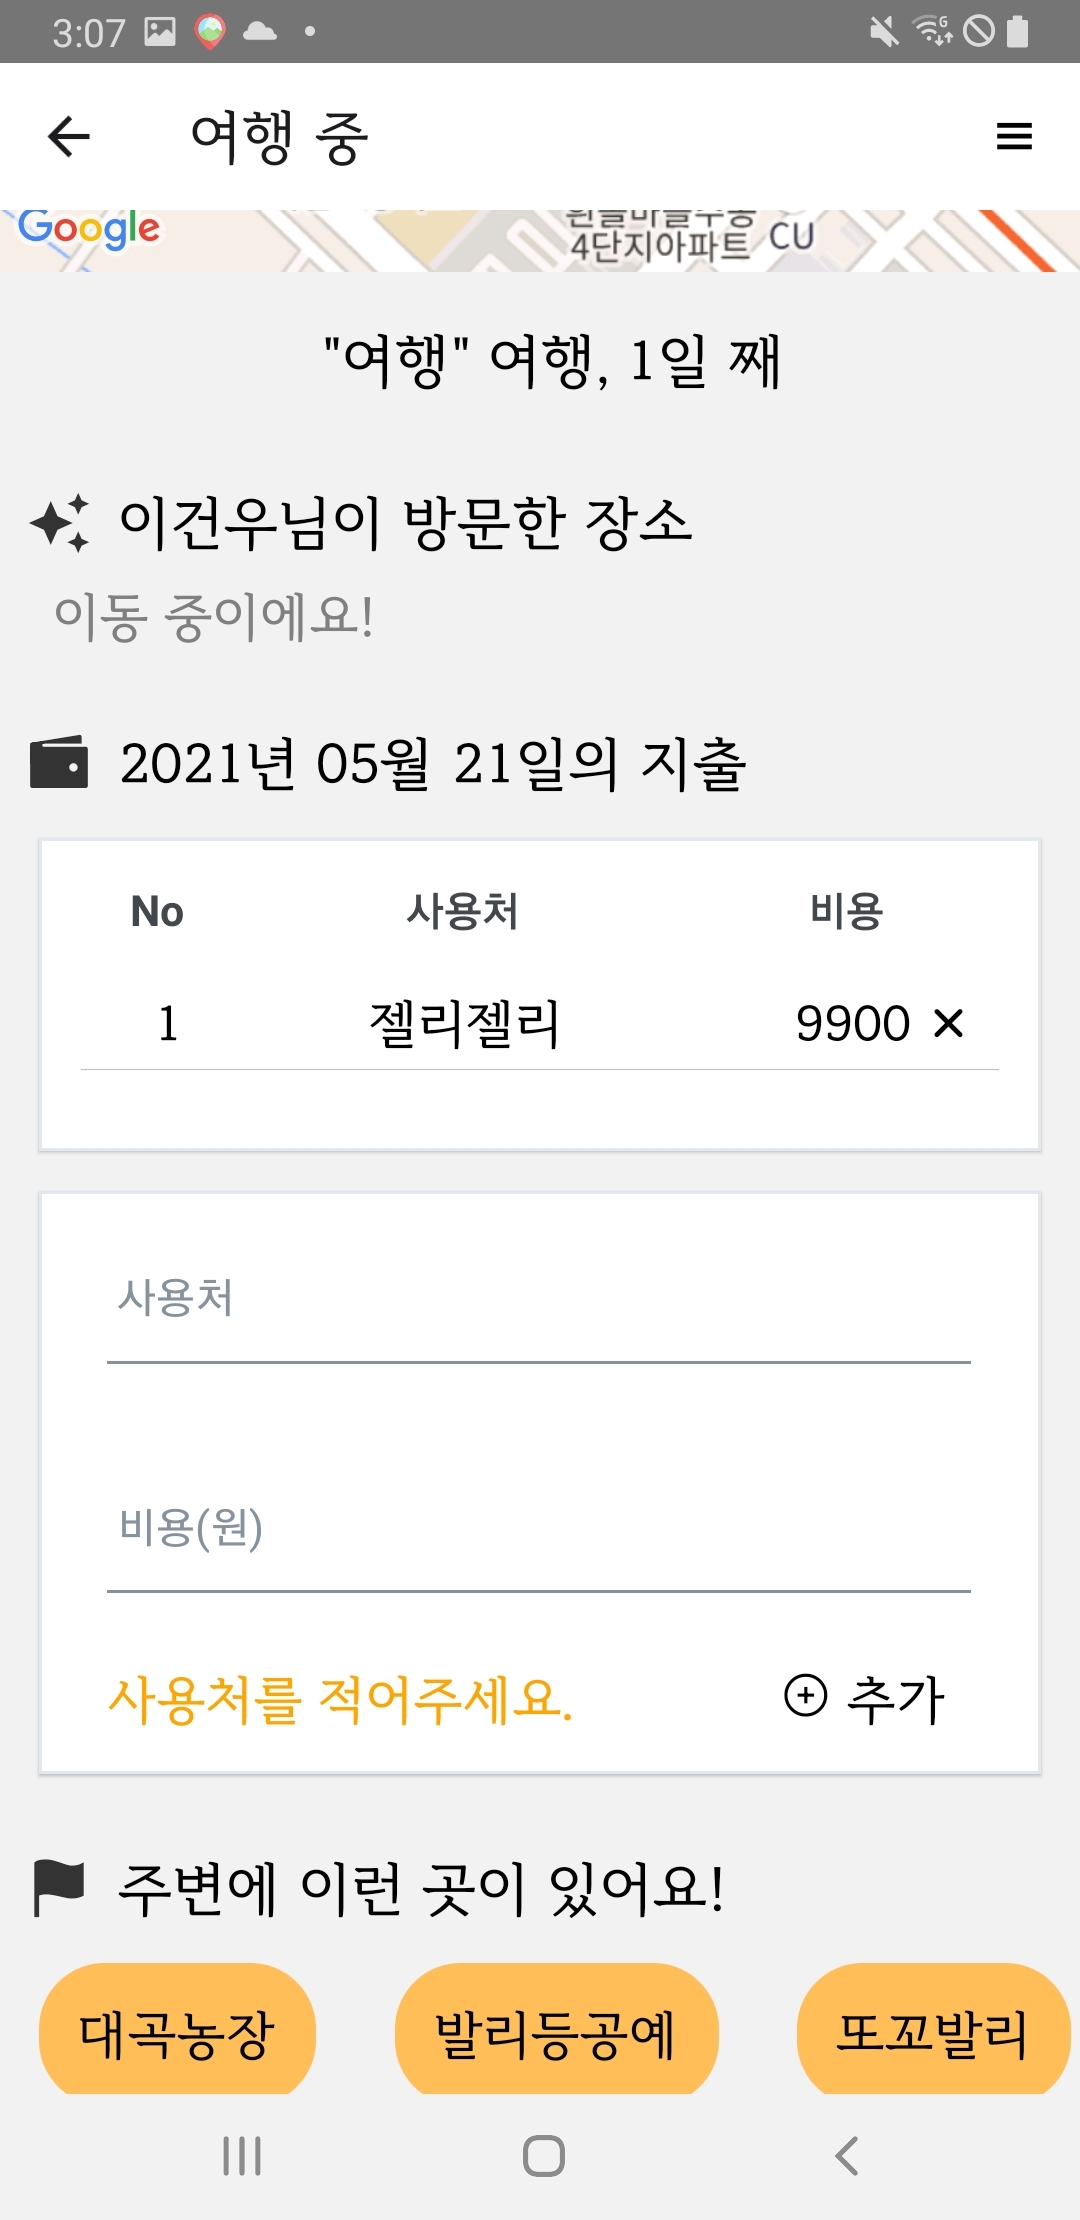 3:07
여행 중
Google
4단지아파트 CU
"여행" 여행, 1일 째
이건우님이 방문한 장소
이동 중이에요!
2021년 05월 21일의 지출
No 사용처 비용
1 젤리젤리 9900 ×
사용처
비용(원)
사용처를 적어주세요.
추가
주변에 이런 곳이 있어요!
대곡농장 발리등공예 또꼬발리